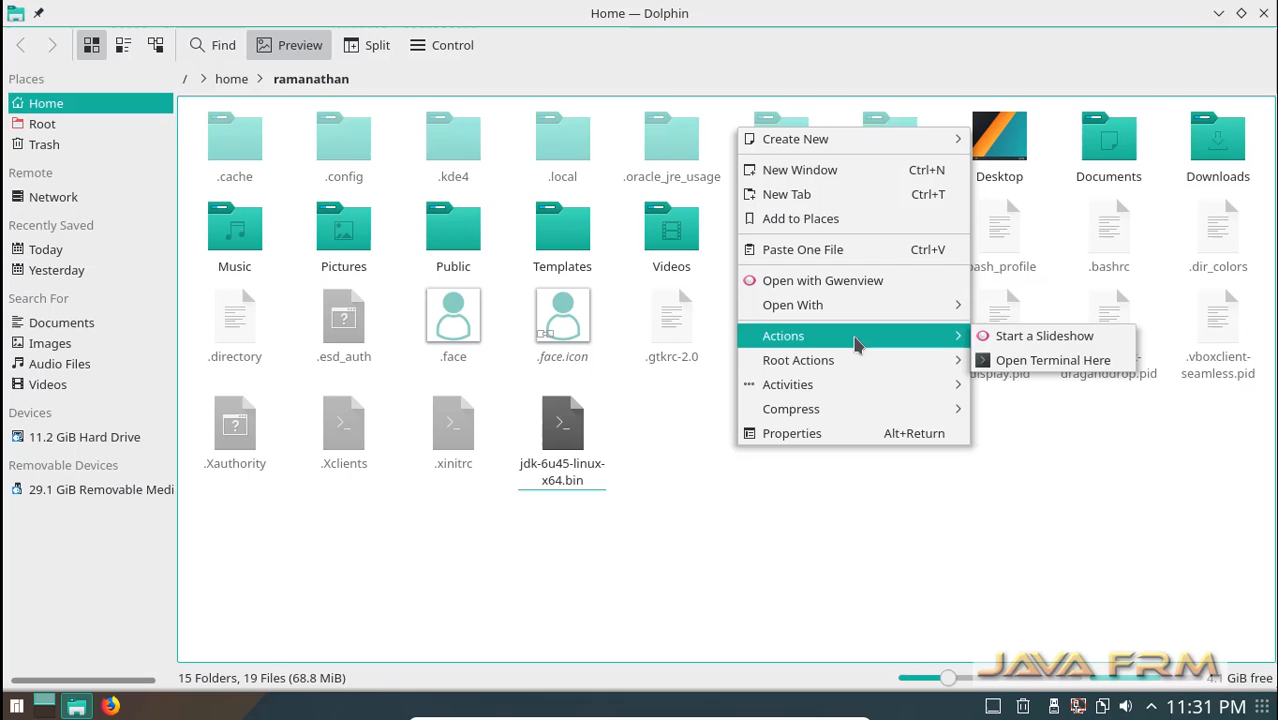 Home — Dolphin
Find
Preview
Split
Control
Places
/ > home > ramanathan
Home
Root
Trash
Remote
Network
Recently Saved
Today
Yesterday
Search For
Documents
Images
Audio Files
Videos
Devices
11.2 GiB Hard Drive
Removable Devices
29.1 GiB Removable Medi
.cache
.config
.kde4
.local
.oracle_jre_usage
Desktop
Documents
Downloads
Music
Pictures
Public
Templates
Videos
.bashrc
.dir_colors
.directory
.esd_auth
.face
.face.icon
.gtkrc-2.0
.vboxclient-
seamless.pid
.Xauthority
.Xclients
.xinitrc
jdk-6u45-linux-
x64.bin
Create New
New Window Ctrl+N
New Tab Ctrl+T
Add to Places
Paste One File Ctrl+V
Open with Gwenview
Open With
Actions
Root Actions
Activities
Compress
Properties Alt+Return
Start a Slideshow
Open Terminal Here
15 Folders, 19 Files (68.8 MiB)
JAVA FRM
GiB free
11:31 PM